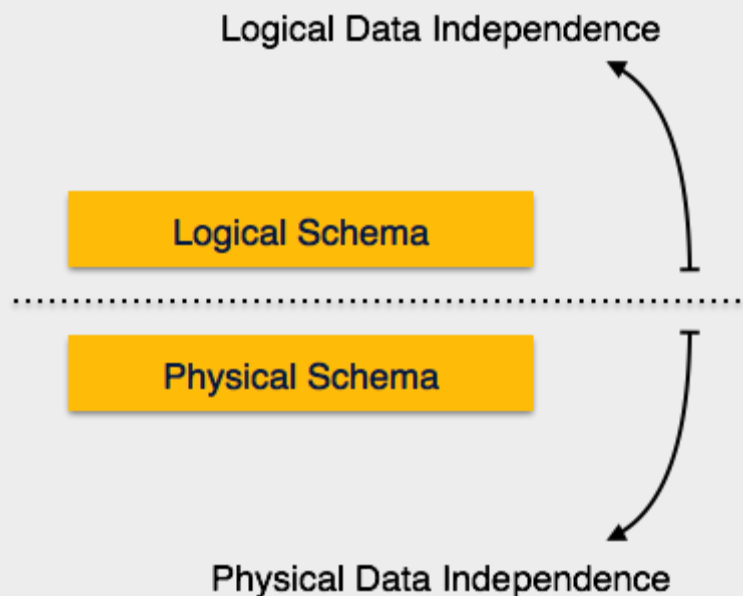 Logical Data Independence
Logical Schema
Physical Schema
Physical Data Independence